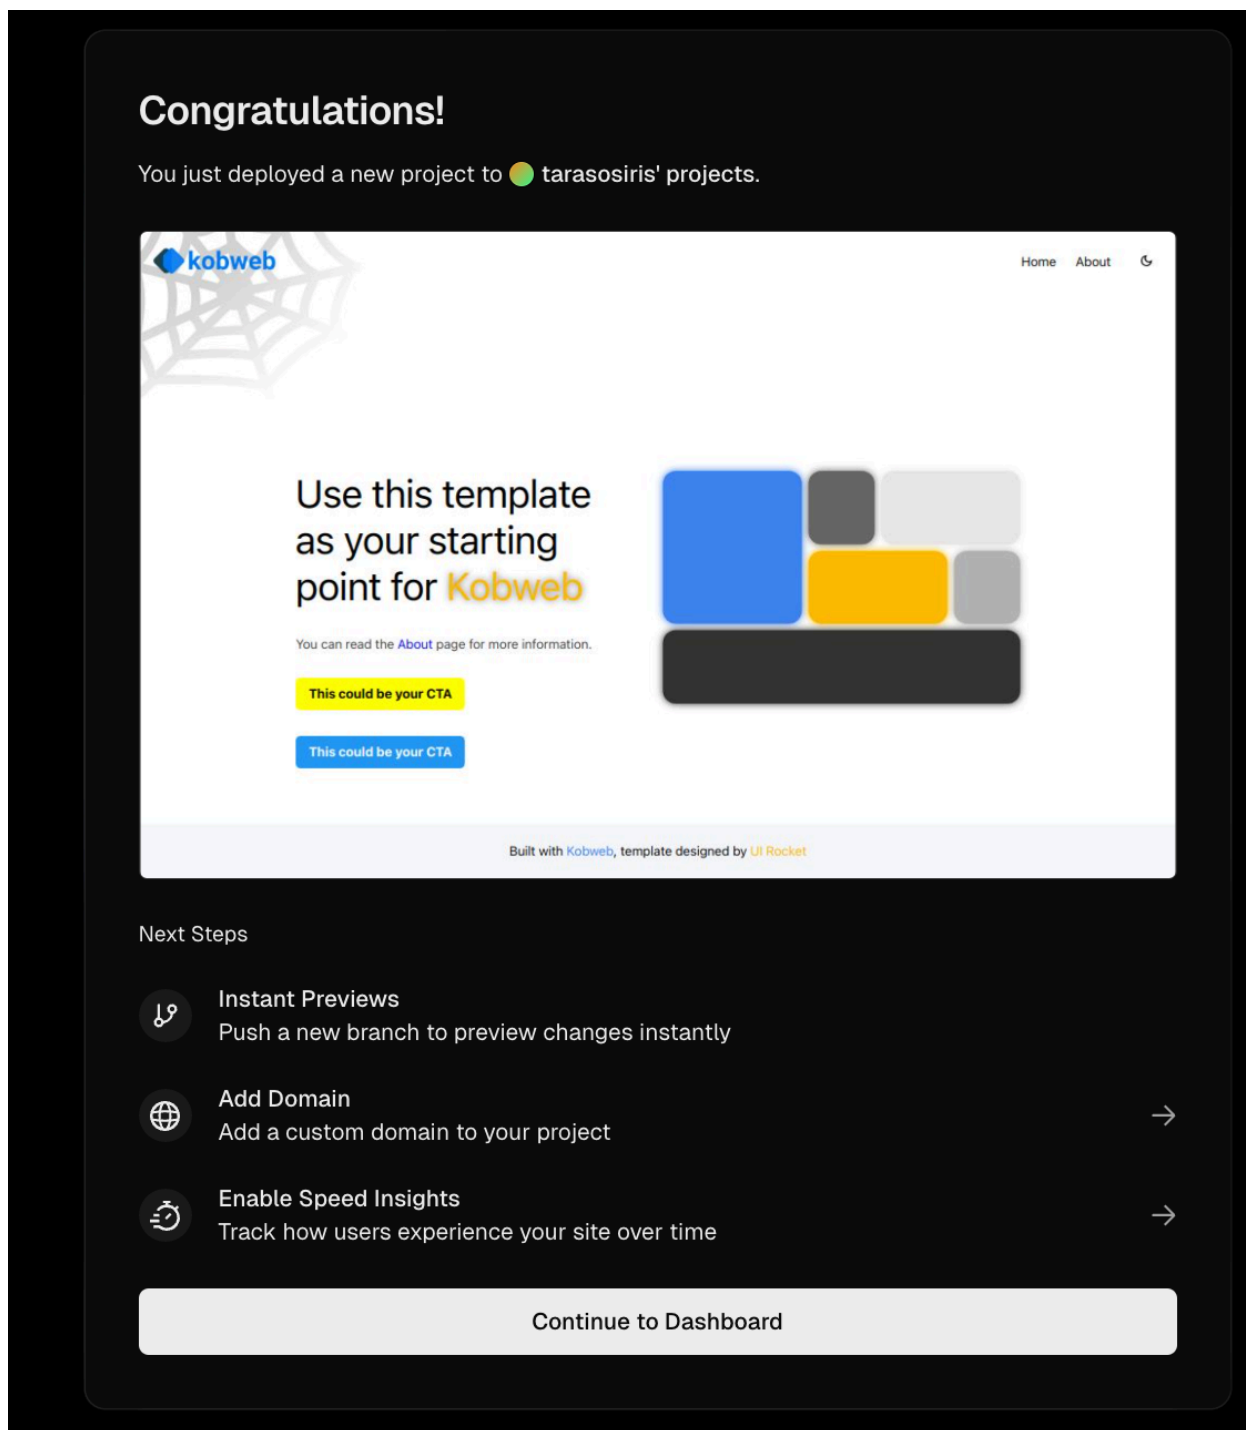 Congratulations!
You just deployed a new project to tarasosiris' projects.
kobweb
Home About
Use this template
as your starting
point for Kobweb
You can read the About page for more information.
This could be your CTA
This could be your CTA
Built with Kobweb, template designed by UI Rocket
Next Steps
Instant Previews
Push a new branch to preview changes instantly
Add Domain
Add a custom domain to your project
Enable Speed Insights
Track how users experience your site over time
Continue to Dashboard